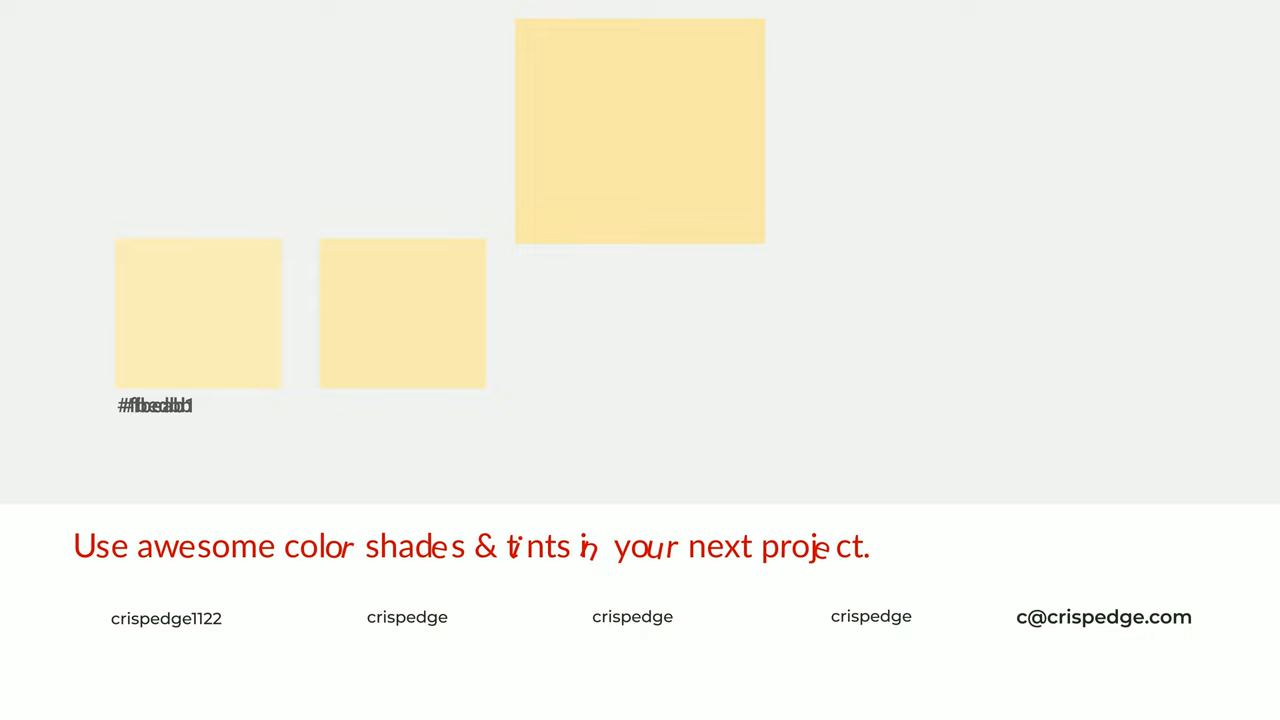 Use awesome color shades & tints in your next project.
crispedge1122 crispedge crispedge crispedge c@crispedge.com